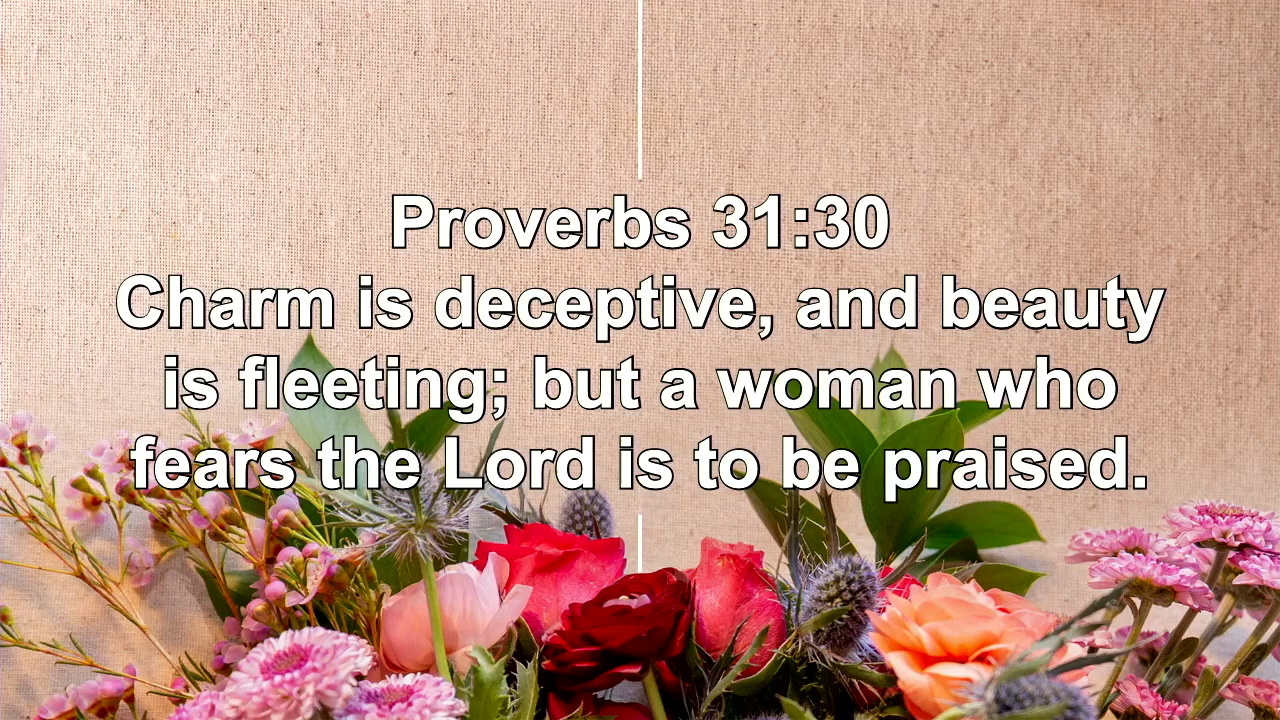 Proverbs 31:30
Charm is deceptive, and beauty
is fleeting; but a woman who
fears the Lord is to be praised.